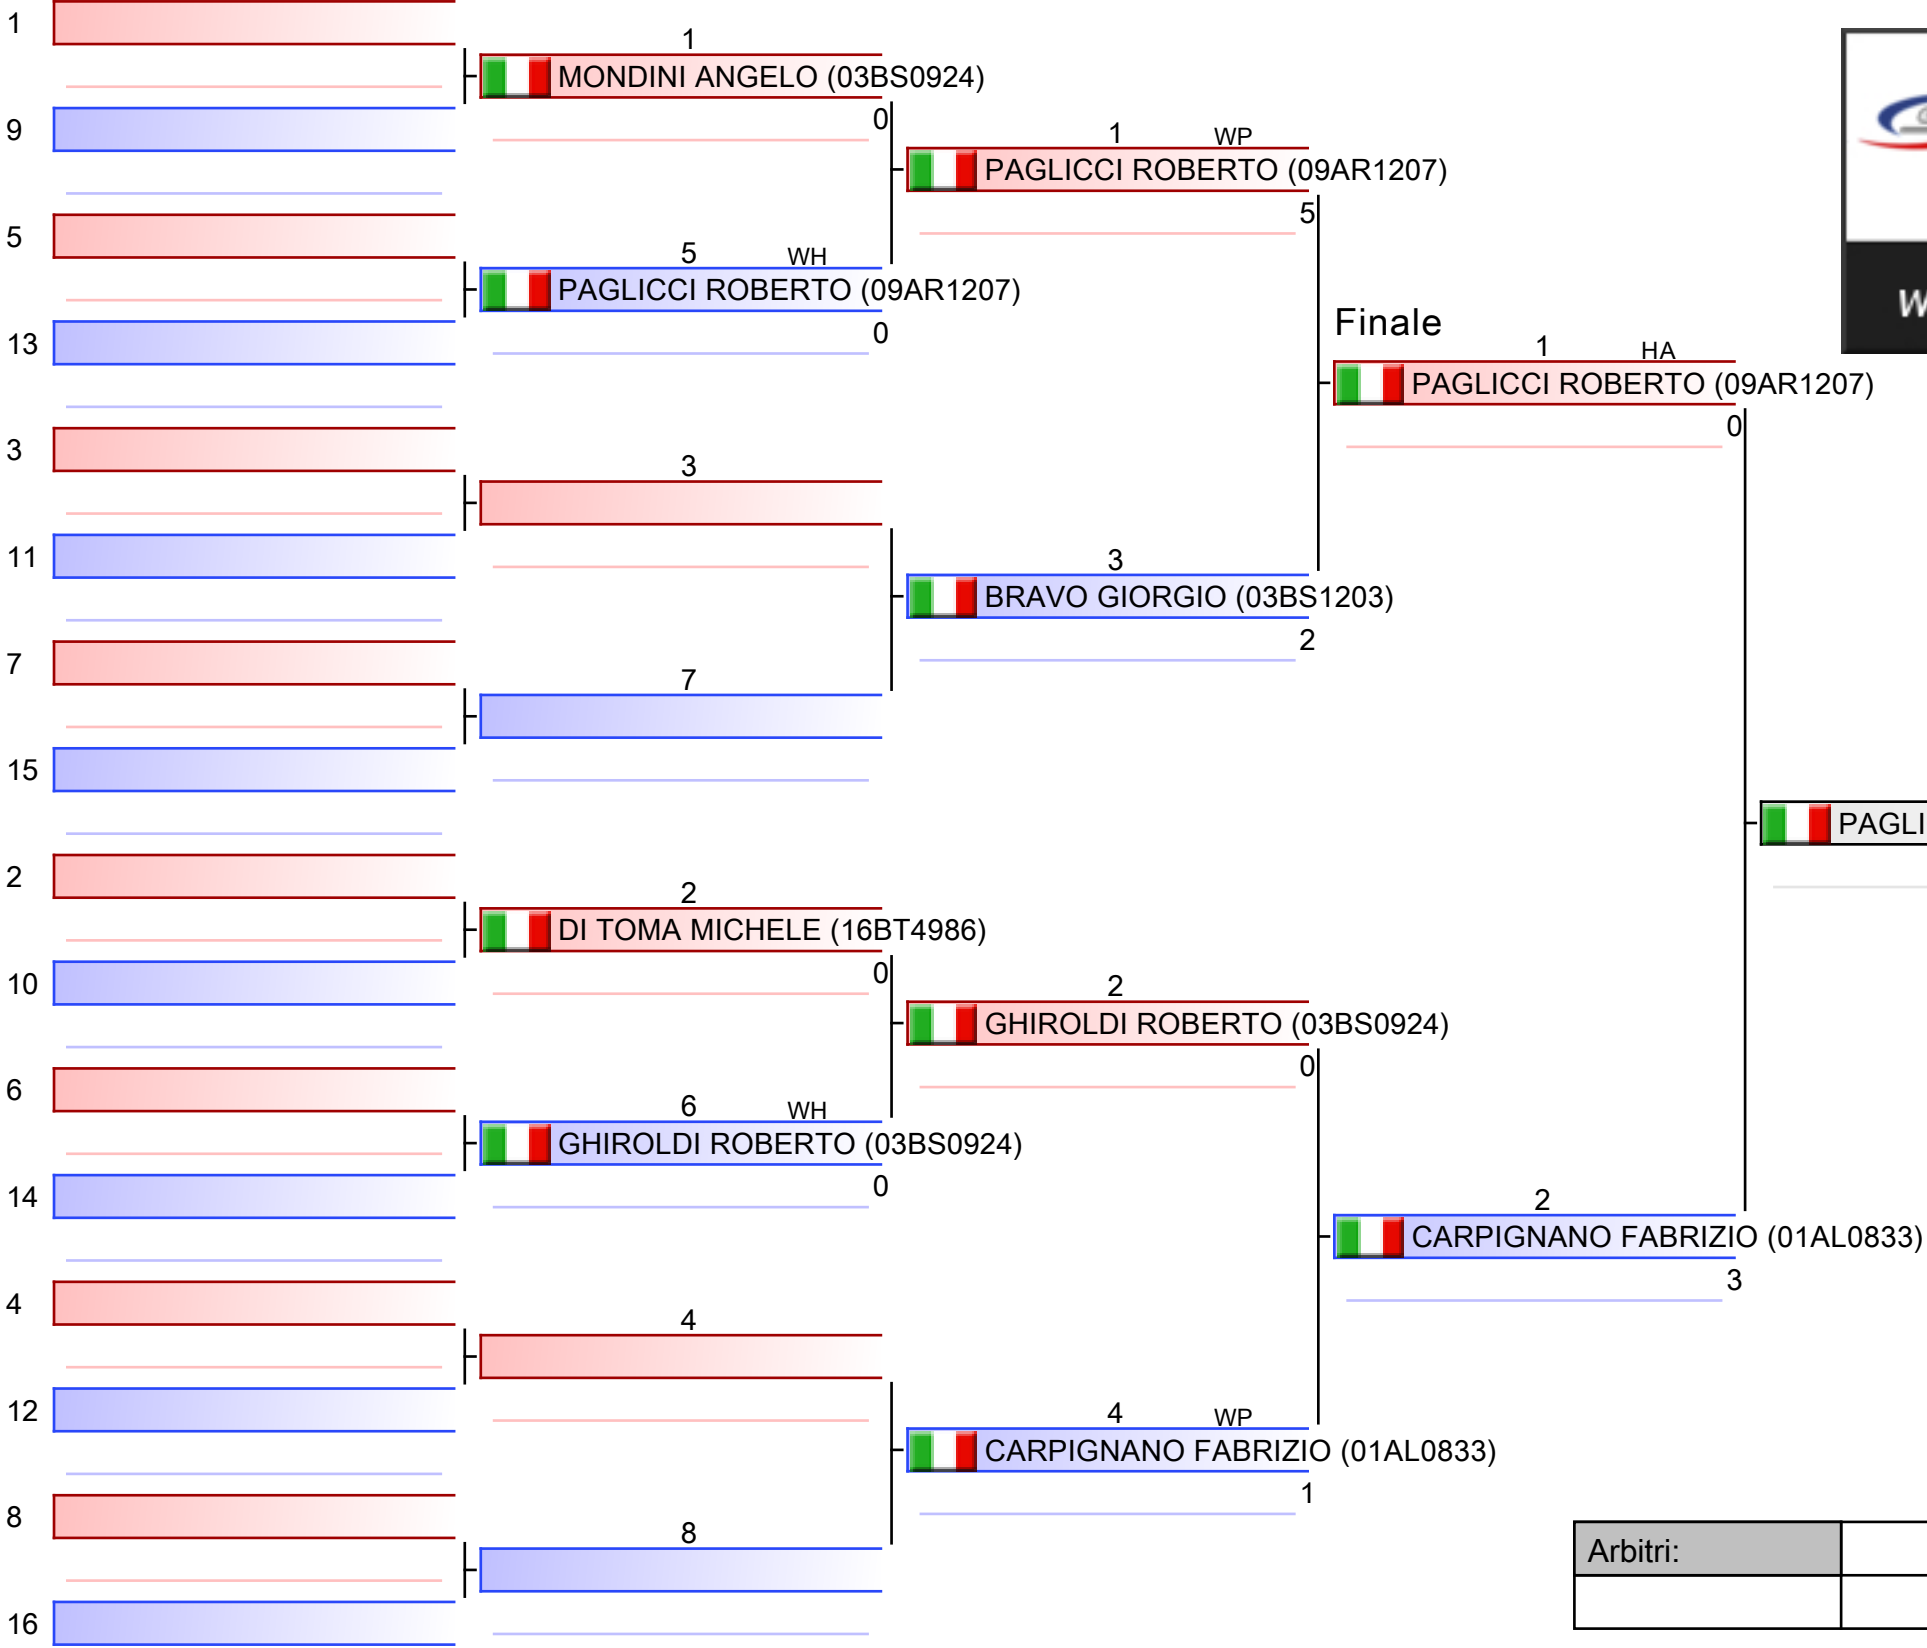 1
9
5
13
3
11
7
15
2
10
6
14
4
12
8
16
1
MONDINI ANGELO (03BS0924)
0
5 WH
PAGLICCI ROBERTO (09AR1207)
0
3
7
2
DI TOMA MICHELE (16BT4986)
0
6 WH
GHIROLDI ROBERTO (03BS0924)
0
4
8
1 WP
PAGLICCI ROBERTO (09AR1207)
5
3
BRAVO GIORGIO (03BS1203)
2
2
GHIROLDI ROBERTO (03BS0924)
0
4 WP
CARPIGNANO FABRIZIO (01AL0833)
1
Finale
1 HA
PAGLICCI ROBERTO (09AR1207)
0
2
CARPIGNANO FABRIZIO (01AL0833)
3
PAGLI
W
Arbitri: